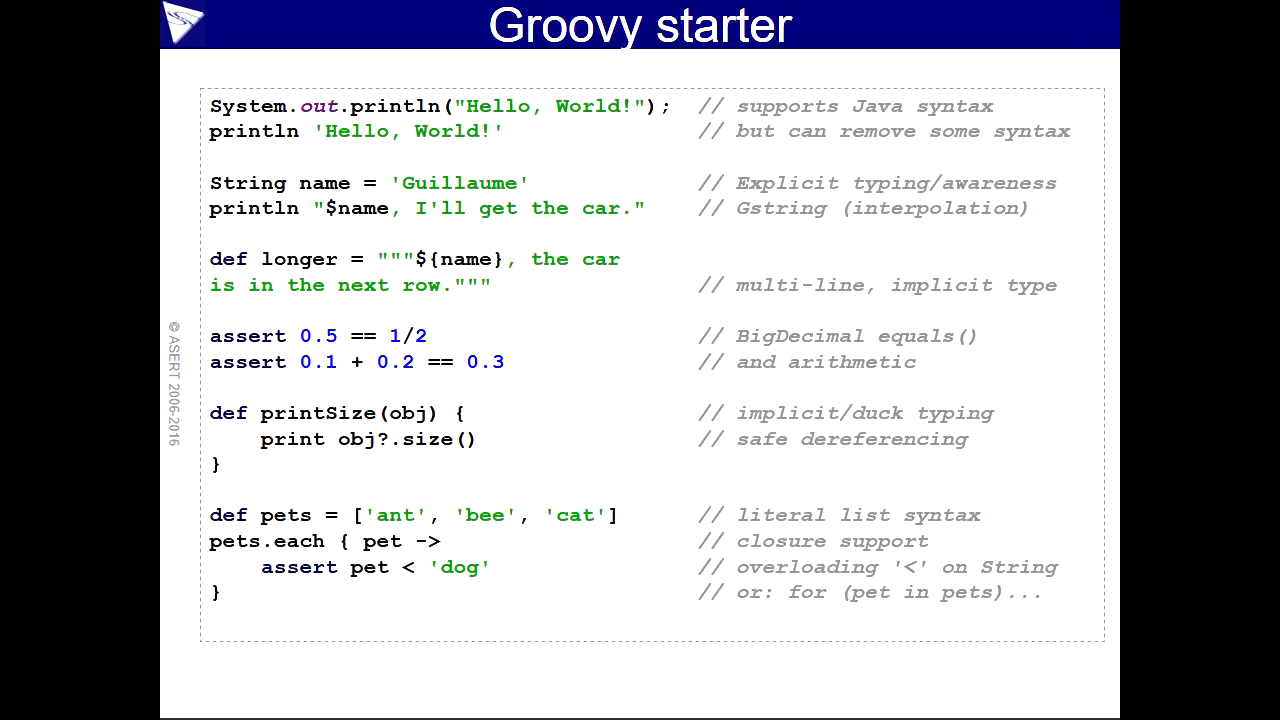 Groovy starter
System.out.println("Hello, World!");  // supports Java syntax
println 'Hello, World!'               // but can remove some syntax
String name = 'Guillaume'             // Explicit typing/awareness
println "$name, I'll get the car."    // Gstring (interpolation)
def longer = """${name}, the car
is in the next row."""                // multi-line, implicit type
assert 0.5 == 1/2                     // BigDecimal equals()
assert 0.1 + 0.2 == 0.3               // and arithmetic
def printSize(obj) {                  // implicit/duck typing
    print obj?.size()                 // safe dereferencing
}
def pets = ['ant', 'bee', 'cat']      // literal list syntax
pets.each { pet ->                    // closure support
    assert pet < 'dog'                // overloading '<' on String
}                                     // or: for (pet in pets)...
© ASERT 2006-2016